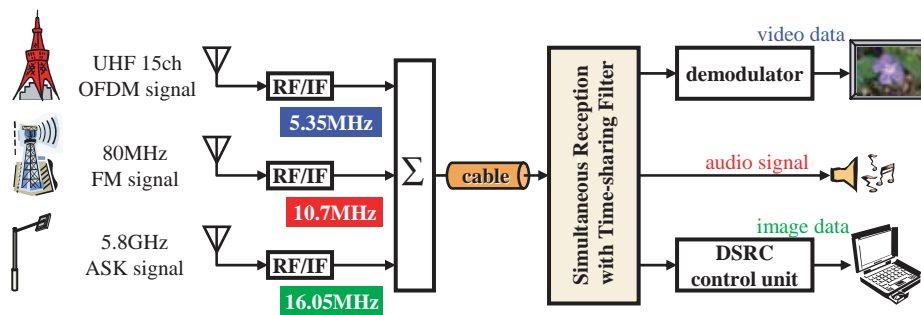 UHF 15ch
OFDM signal
RF/IF
5.35MHz
80MHz
FM signal
RF/IF
10.7MHz
5.8GHz
ASK signal
RF/IF
16.05MHz
Σ
cable
Simultaneous Reception
with Time-sharing Filter
video data
demodulator
audio signal
image data
DSRC
control unit